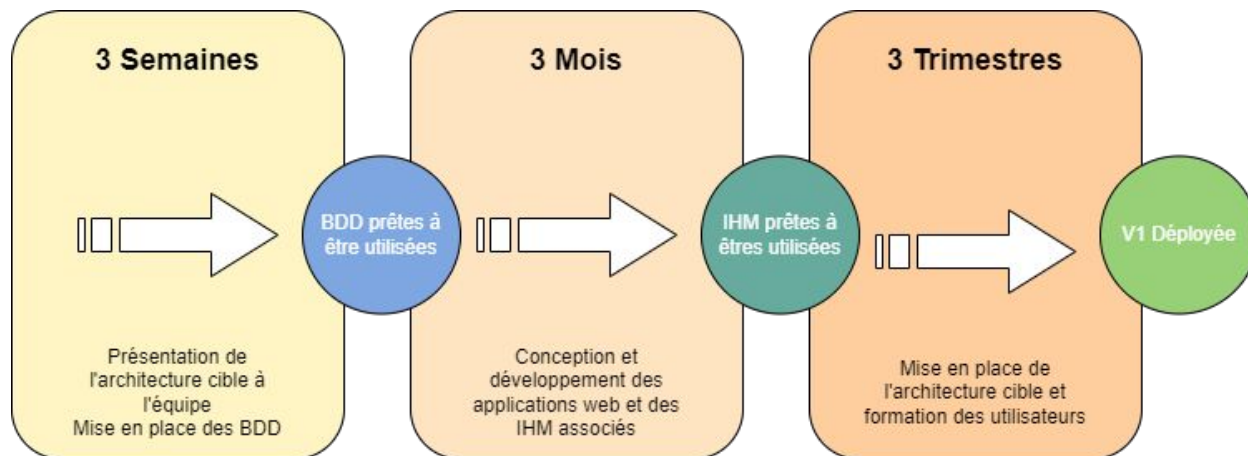 3 Semaines
BDD prêtes à
être utilisées
Présentation de
l'architecture cible à
l'équipe
Mise en place des BDD
3 Mois
IHM prêtes à
êtres utilisées
Conception et
développement des
applications web et des
IHM associés
3 Trimestres
V1 Déployée
Mise en place de
l'architecture cible et
formation des utilisateurs